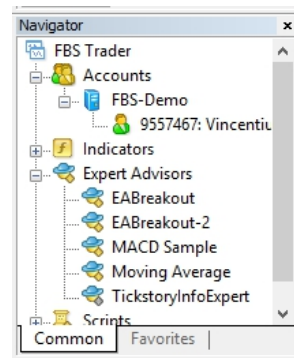 Navigator
x
FBS Trader
Accounts
FBS-Demo
9557467: Vincentiu
Indicators
Expert Advisors
EABreakout
EABreakout-2
MACD Sample
Moving Average
TickstoryInfoExpert
Scripts
Common Favorites